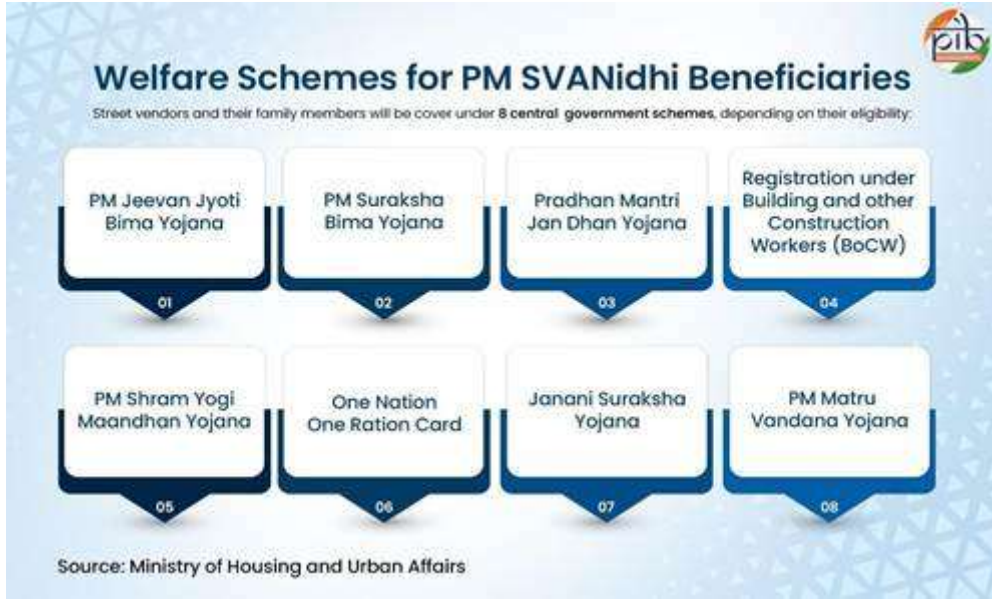 pib
Welfare Schemes for PM SVANidhi Beneficiaries
Street vendors and their family members will be cover under 8 central government schemes, depending on their eligibility:
PM Jeevan Jyoti
Bima Yojana
01
PM Suraksha
Bima Yojana
02
Pradhan Mantri
Jan Dhan Yojana
03
Registration under
Building and other
Construction
Workers (BoCW)
04
PM Shram Yogi
Maandhan Yojana
05
One Nation
One Ration Card
06
Janani Suraksha
Yojana
07
PM Matru
Vandana Yojana
08
Source: Ministry of Housing and Urban Affairs